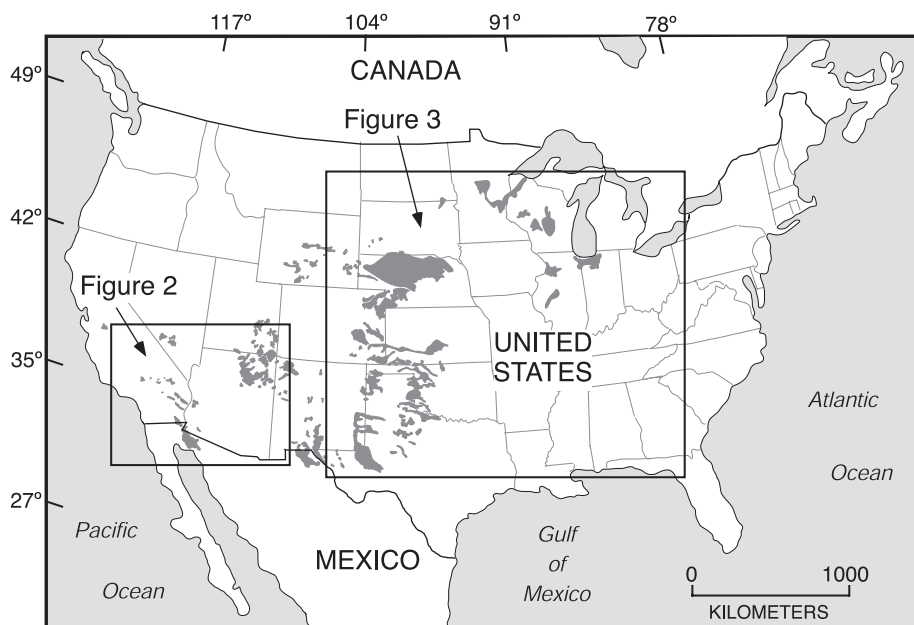 117° 104° 91° 78°
49°
CANADA
Figure 3
42°
Figure 2
UNITED
STATES
35°
Atlantic
Ocean
27°
Pacific
Ocean
MEXICO
Gulf
of
Mexico
0 1000
KILOMETERS